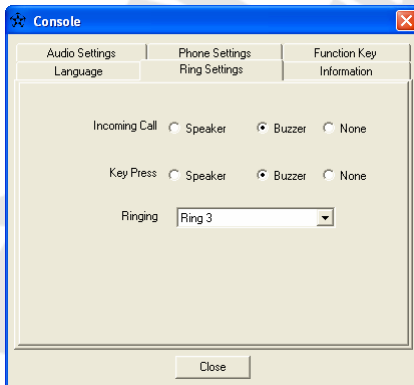 Console
Audio Settings Phone Settings Function Key
Language Ring Settings Information
Incoming Call Speaker Buzzer None
Key Press Speaker Buzzer None
Ringing Ring 3
Close